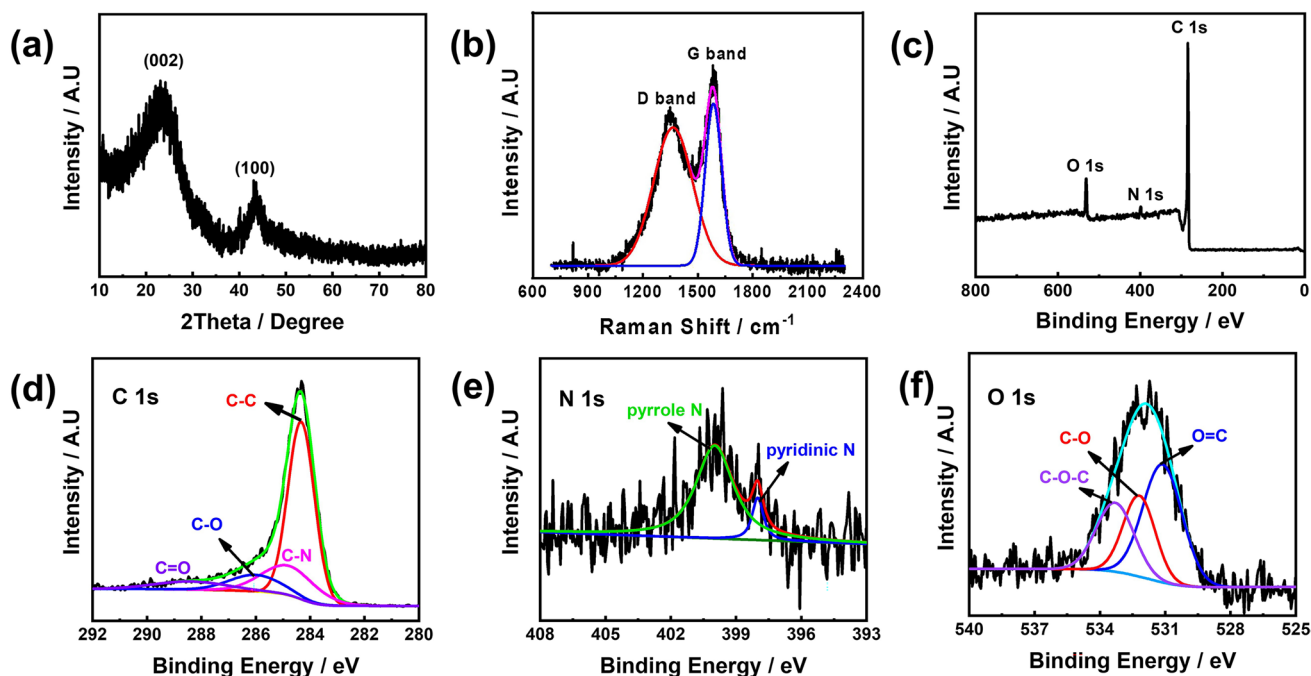 (a)
(002)
(100)
Intensity / A.U
10 20 30 40 50 60 70 80
2Theta / Degree
(b)
G band
D band
Intensity / A.U
600 900 1200 1500 1800 2100 2400
Raman Shift / cm-1
(c)
C 1s
O 1s
N 1s
Intensity / A.U
800 600 400 200 0
Binding Energy / eV
(d)
C 1s
C-C
C-O
C=O
C-N
Intensity / A.U
292 290 288 286 284 282 280
Binding Energy / eV
(e)
N 1s
pyrrole N
pyridinic N
Intensity / A.U
408 405 402 399 396 393
Binding Energy / eV
(f)
O 1s
C-O
O=C
C-O-C
Intensity / A.U
540 537 534 531 528 525
Binding Energy / eV